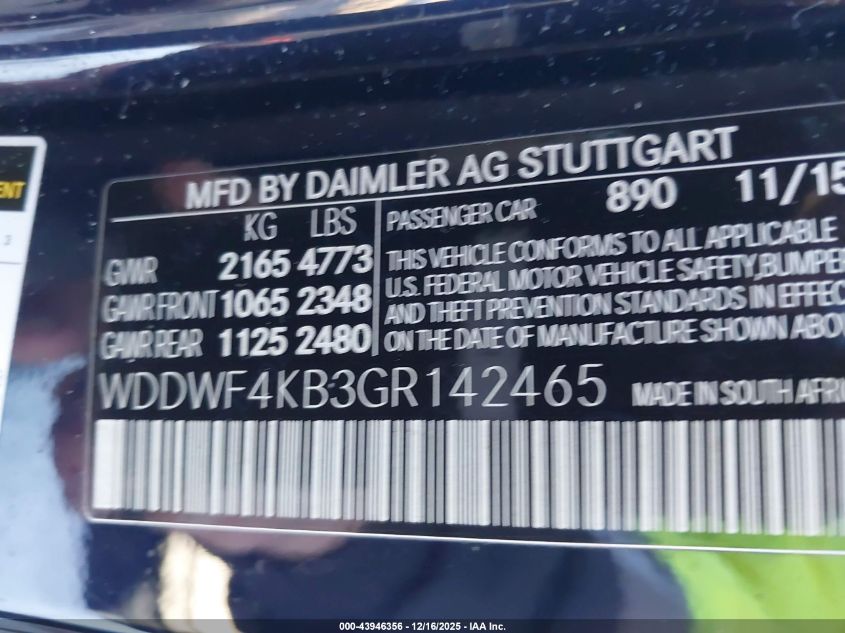 ENT
3
MFD BY DAIMLER AG STUTTGART
KG LBS
PASSENGER CAR 890 11/15
GVWR 2165 4773
GAWR FRONT 1065 2348
GAWR REAR 1125 2480
THIS VEHICLE CONFORMS TO ALL APPLICABLE
U.S. FEDERAL MOTOR VEHICLE SAFETY, BUMPER
AND THEFT PREVENTION STANDARDS IN EFFEC
ON THE DATE OF MANUFACTURE SHOWN ABOV
WDDWF4KB3GR142465 MADE IN SOUTH AFR
000-43946356 - 12/16/2025 - IAA Inc.